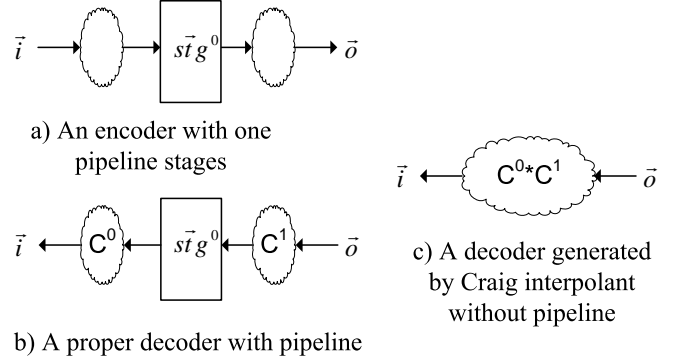 i⃗ st⃗g⁰ o⃗
a) An encoder with one
pipeline stages
i⃗ C⁰ st⃗g⁰ C¹ o⃗
b) A proper decoder with pipeline
i⃗ C⁰*C¹ o⃗
c) A decoder generated
by Craig interpolant
without pipeline